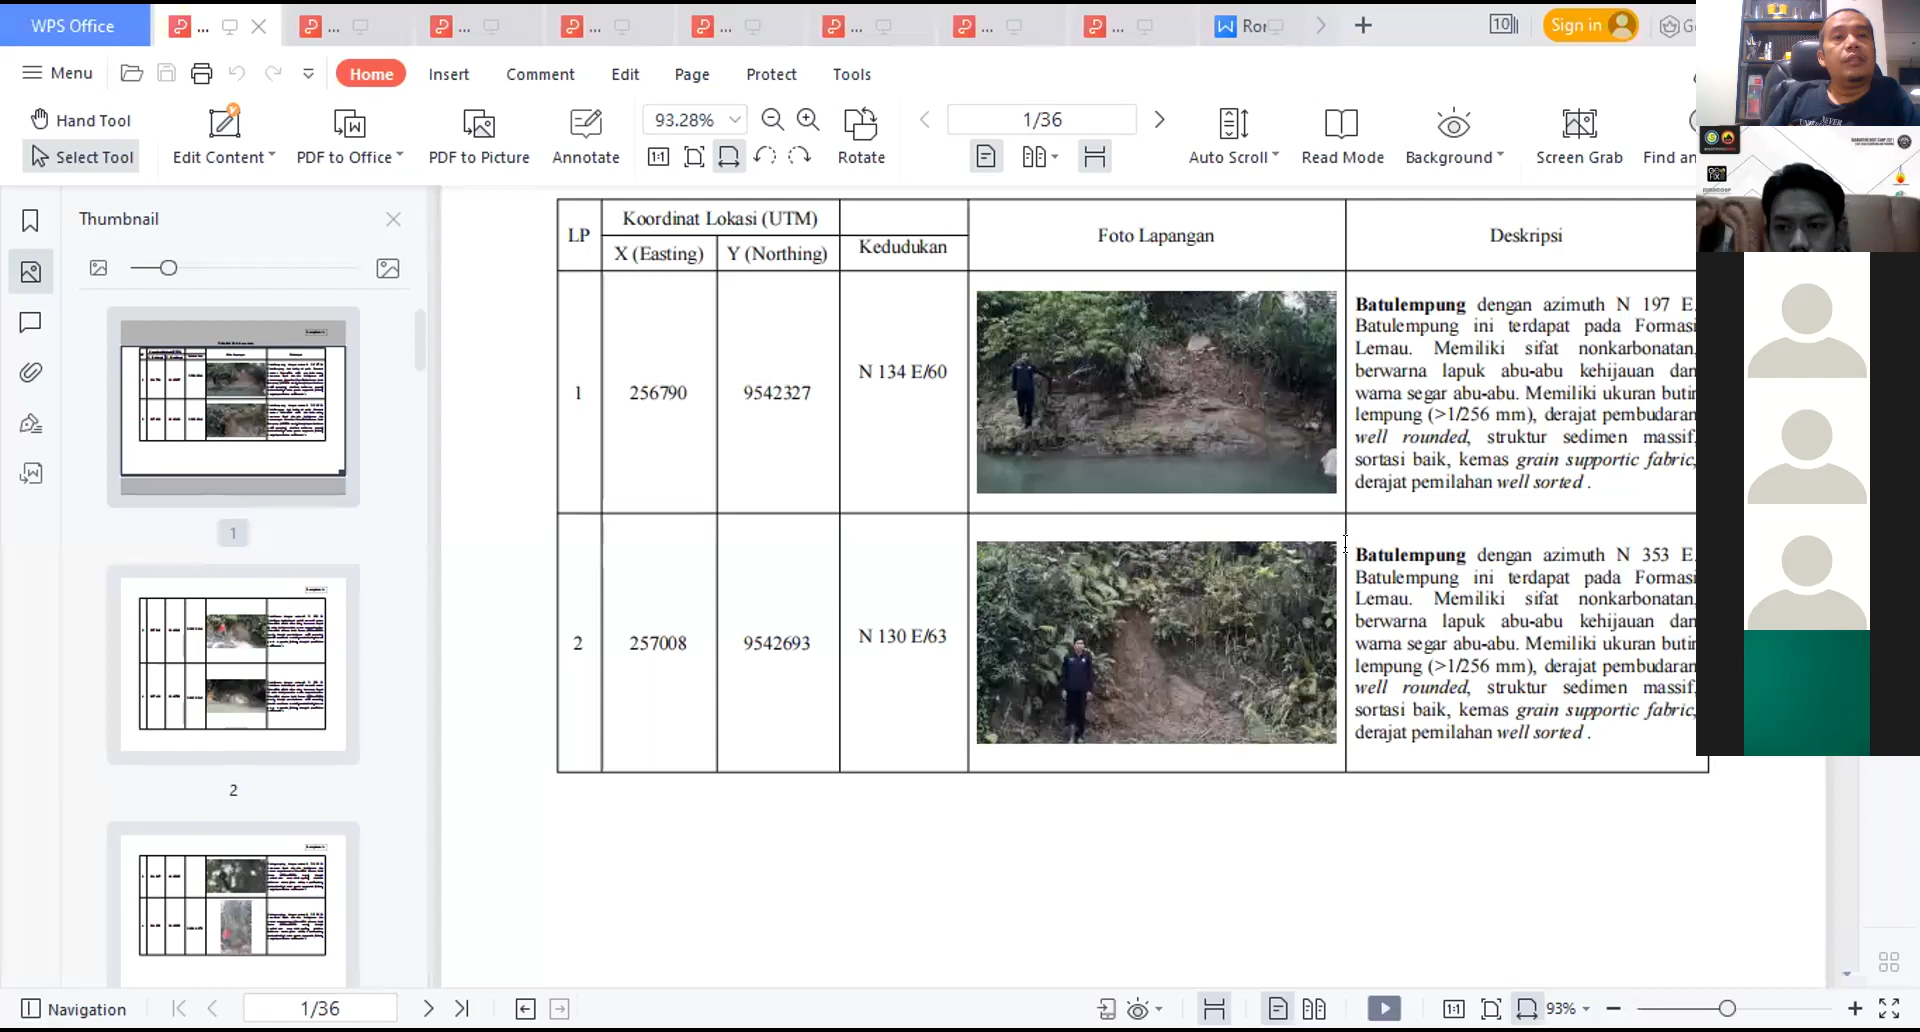 WPS Office
...
...
...
...
...
...
...
...
Ror
10
Sign in
Menu
Home
Insert
Comment
Edit
Page
Protect
Tools
Hand Tool
Select Tool
Edit Content
PDF to Office
PDF to Picture
Annotate
93.28%
1:1
Rotate
1/36
Auto Scroll
Read Mode
Background
Screen Grab
Find an
Thumbnail
1
2
LP
Koordinat Lokasi (UTM)
X (Easting)
Y (Northing)
Kedudukan
Foto Lapangan
Deskripsi
1
256790
9542327
N 134 E/60
Batulempung dengan azimuth N 197 E,
Batulempung ini terdapat pada Formasi
Lemau. Memiliki sifat nonkarbonatan,
berwarna lapuk abu-abu kehijauan dan
warna segar abu-abu. Memiliki ukuran butir
lempung (>1/256 mm), derajat pembudaran
well rounded, struktur sedimen massif,
sortasi baik, kemas grain supportic fabric,
derajat pemilahan well sorted .
2
257008
9542693
N 130 E/63
Batulempung dengan azimuth N 353 E,
Batulempung ini terdapat pada Formasi
Lemau. Memiliki sifat nonkarbonatan,
berwarna lapuk abu-abu kehijauan dan
warna segar abu-abu. Memiliki ukuran butir
lempung (>1/256 mm), derajat pembudaran
well rounded, struktur sedimen massif,
sortasi baik, kemas grain supportic fabric,
derajat pemilahan well sorted .
Navigation
1/36
1:1
93%